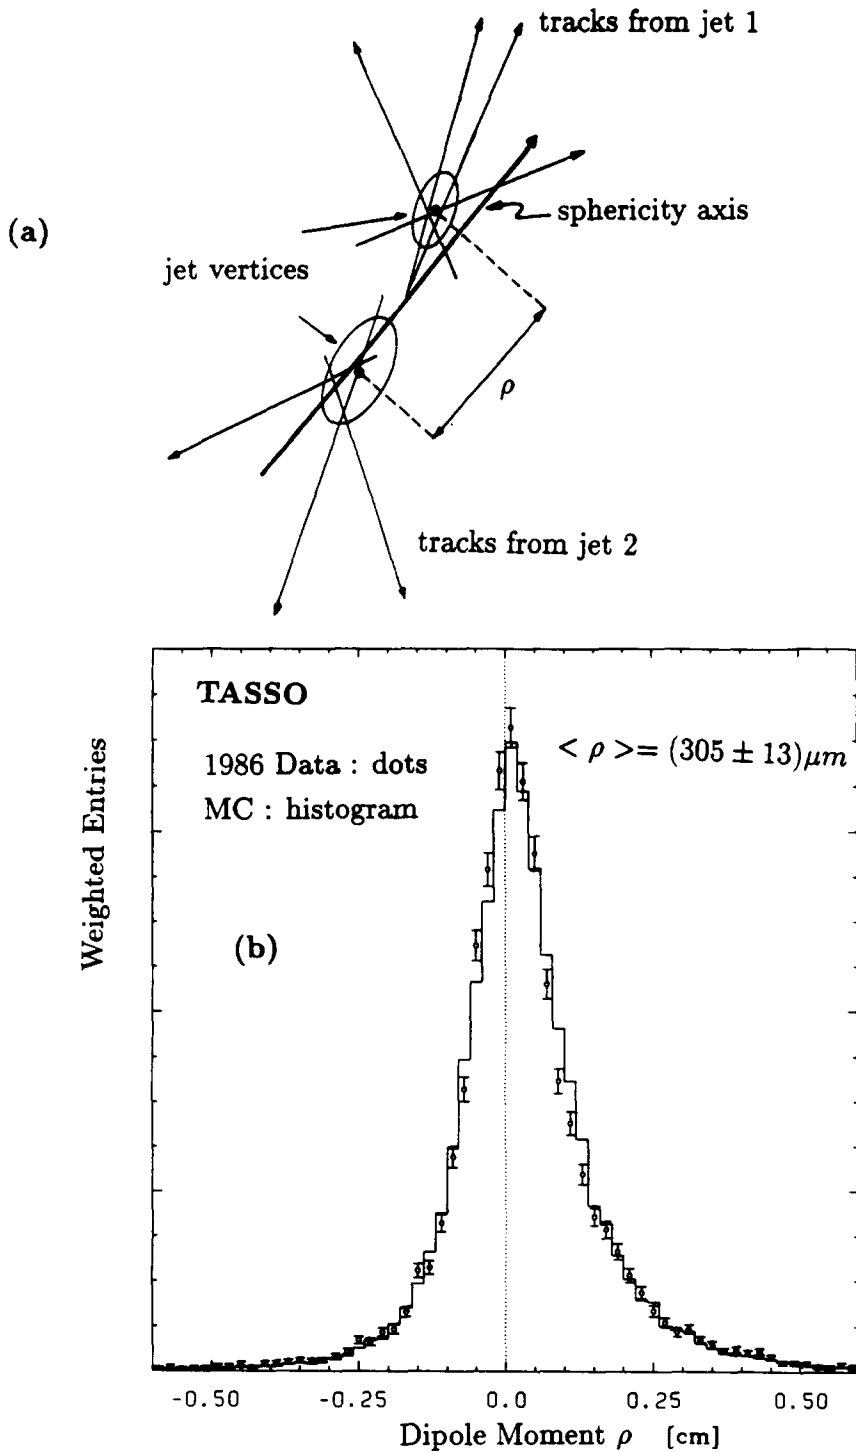 tracks from jet 1
(a)
sphericity axis
jet vertices
ρ
tracks from jet 2
TASSO
< ρ >= (305 ± 13)μm
1986 Data : dots
MC : histogram
Weighted Entries
(b)
-0.50 -0.25 0.0 0.25 0.50
Dipole Moment ρ [cm]